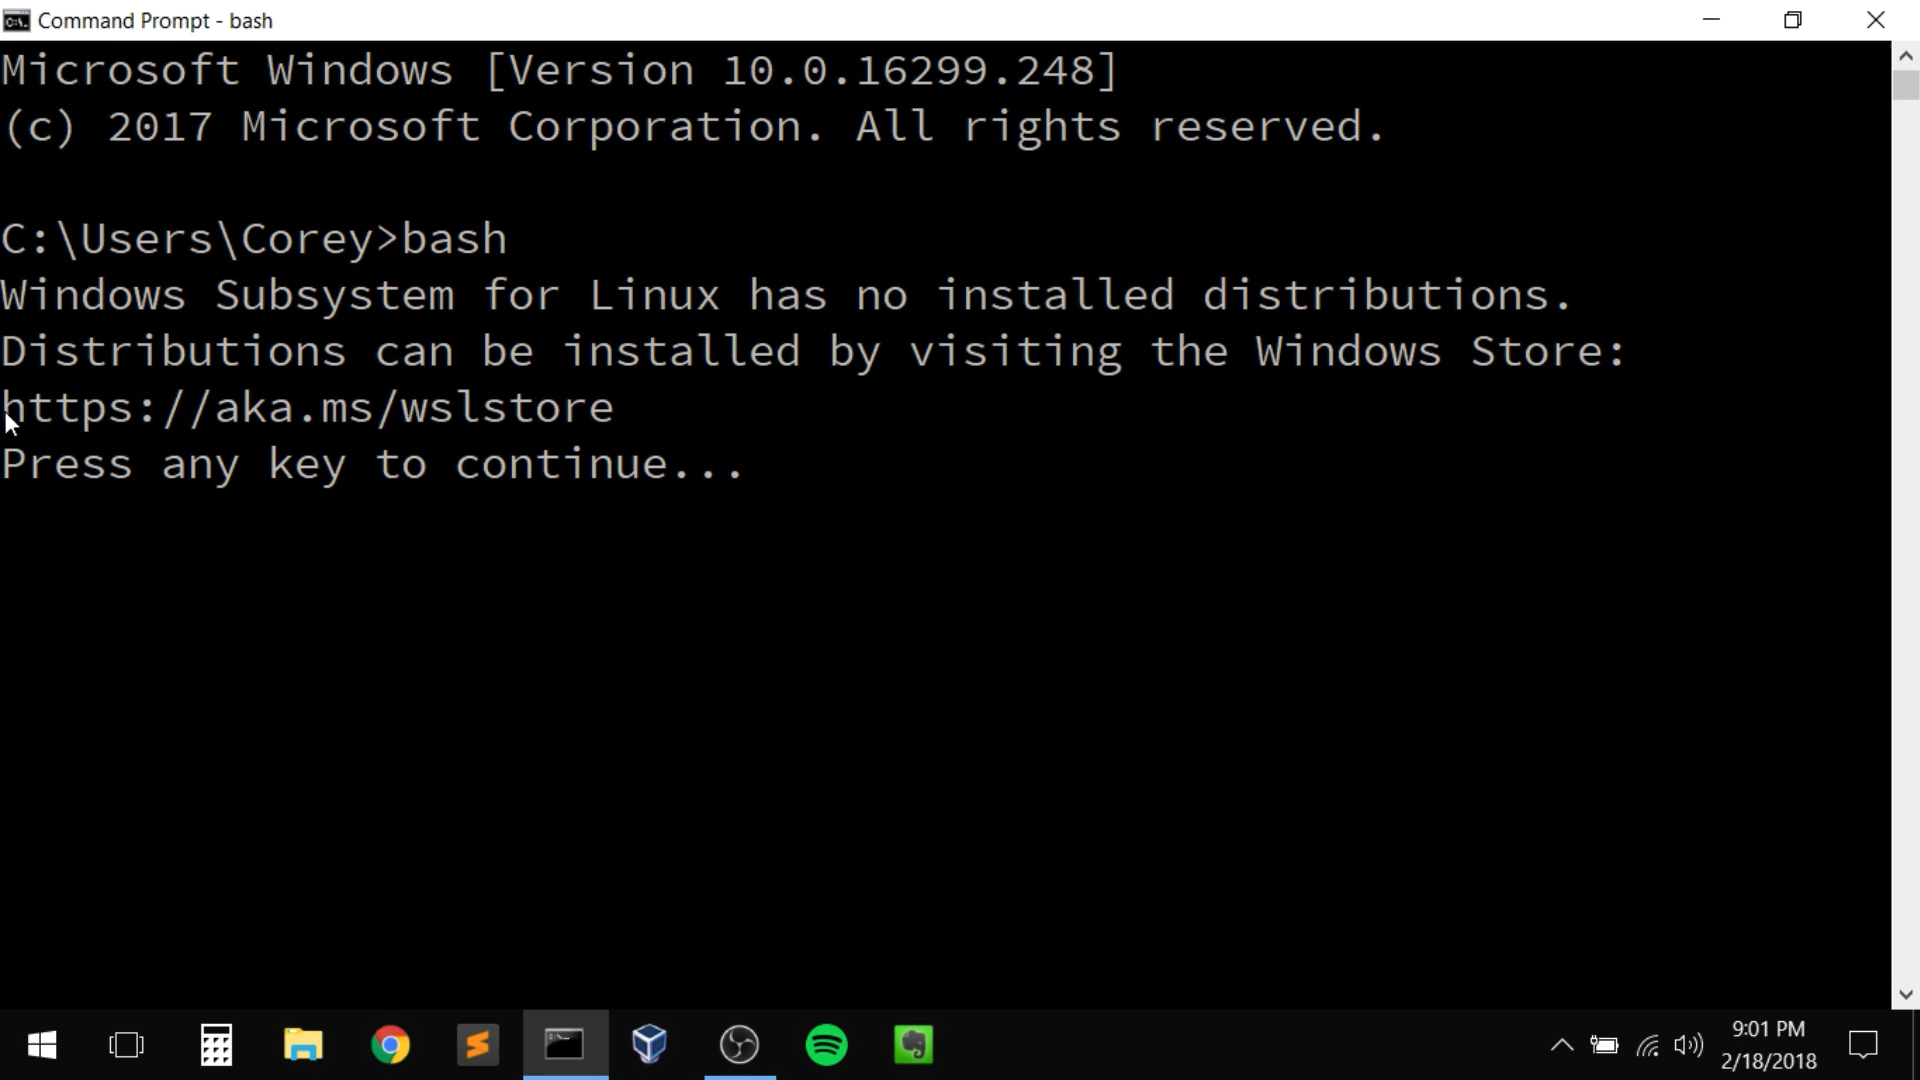 Command Prompt - bash
Microsoft Windows [Version 10.0.16299.248]
(c) 2017 Microsoft Corporation. All rights reserved.
C:\Users\Corey>bash
Windows Subsystem for Linux has no installed distributions.
Distributions can be installed by visiting the Windows Store:
https://aka.ms/wslstore
Press any key to continue...
9:01 PM
2/18/2018